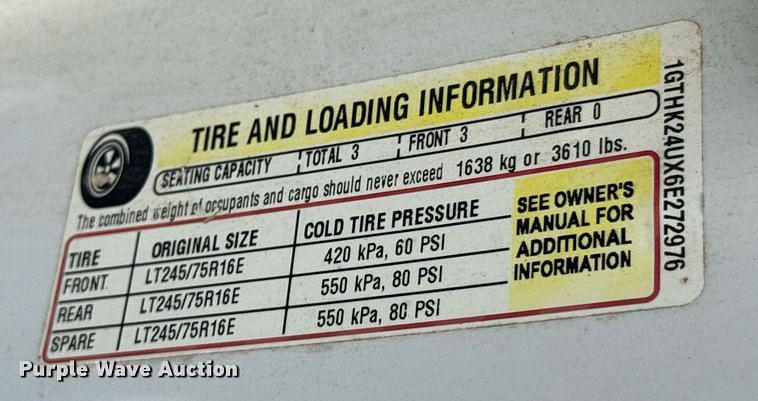 TIRE AND LOADING INFORMATION
SEATING CAPACITY TOTAL 3 FRONT 3 REAR 0
The combined weight of occupants and cargo should never exceed 1638 kg or 3610 lbs.
TIRE ORIGINAL SIZE COLD TIRE PRESSURE
FRONT LT245/75R16E 420 kPa, 60 PSI
REAR LT245/75R16E 550 kPa, 80 PSI
SPARE LT245/75R16E 550 kPa, 80 PSI
SEE OWNER'S
MANUAL FOR
ADDITIONAL
INFORMATION
1GTHK24UX6E272976
Purple Wave Auction